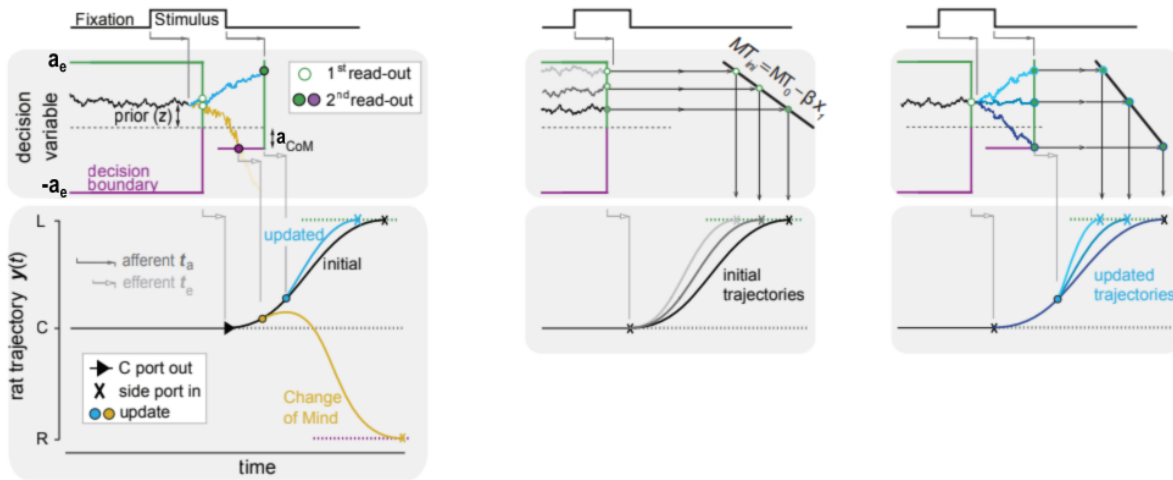 Fixation
Stimulus
a_e
1st read-out
2nd read-out
prior (z)
a_CoM
decision variable
decision
boundary
-a_e
MT_ini=MT_0-βx_1
L
updated
initial
afferent t_a
efferent t_e
rat trajectory y(t)
C
C port out
side port in
update
Change
of Mind
R
time
initial
trajectories
updated
trajectories